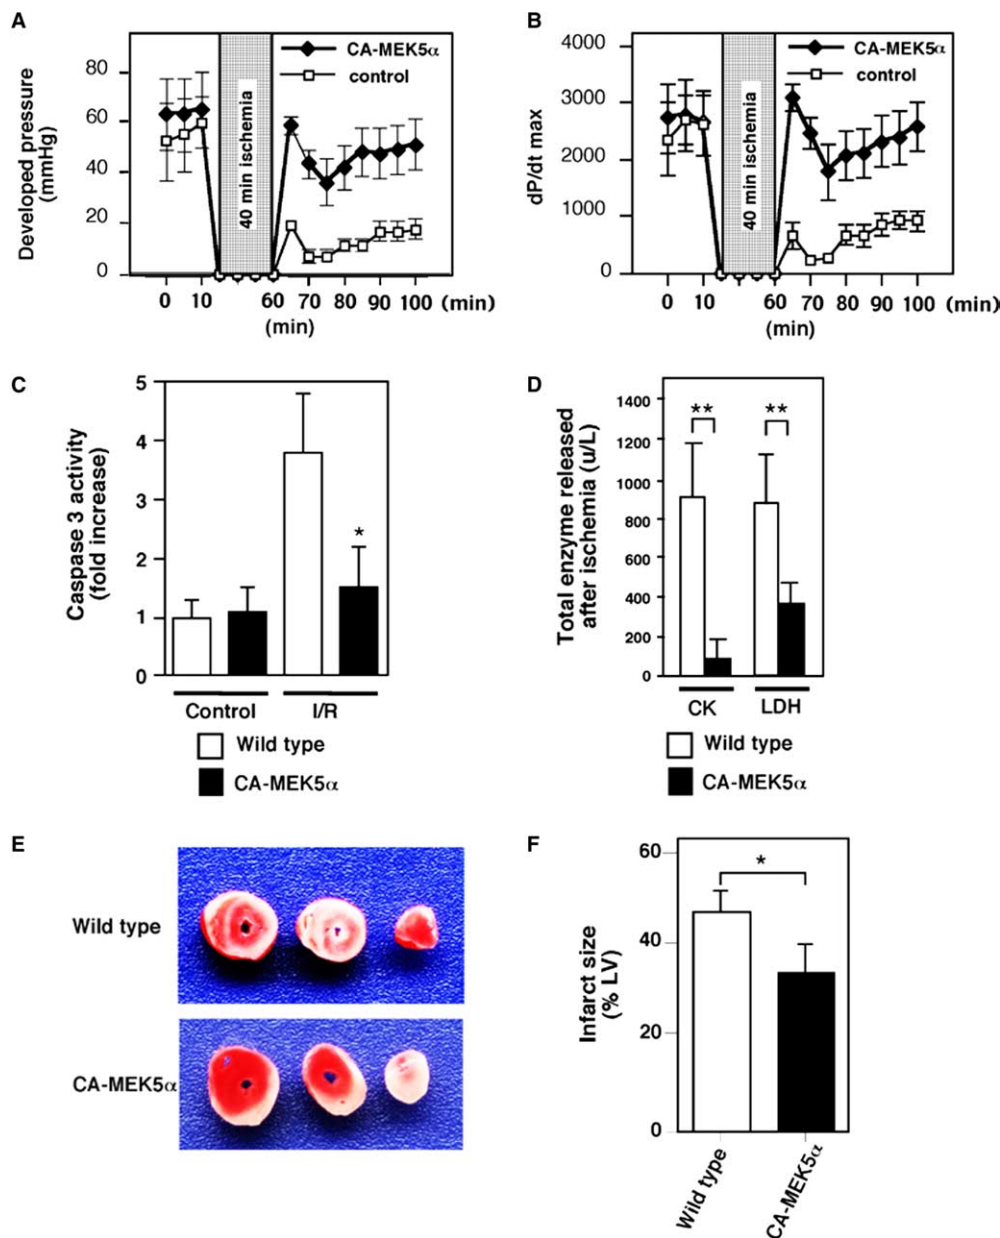 A
Developed pressure
(mmHg)
80
60
40
20
0
CA-MEK5α
control
40 min ischemia
0 10 60 70 80 90 100 (min)
(min)
B
dP/dt max
4000
3000
2000
1000
0
CA-MEK5α
control
40 min ischemia
0 10 60 70 80 90 100 (min)
(min)
C
Caspase 3 activity
(fold increase)
5
4
3
2
1
0
*
Control I/R
Wild type
CA-MEK5α
D
Total enzyme released
after ischemia (u/L)
1400
1200
1000
800
600
400
200
0
** **
CK LDH
Wild type
CA-MEK5α
E
Wild type
CA-MEK5α
F
Infarct size
(% LV)
60
40
20
0
*
Wild type
CA-MEK5α